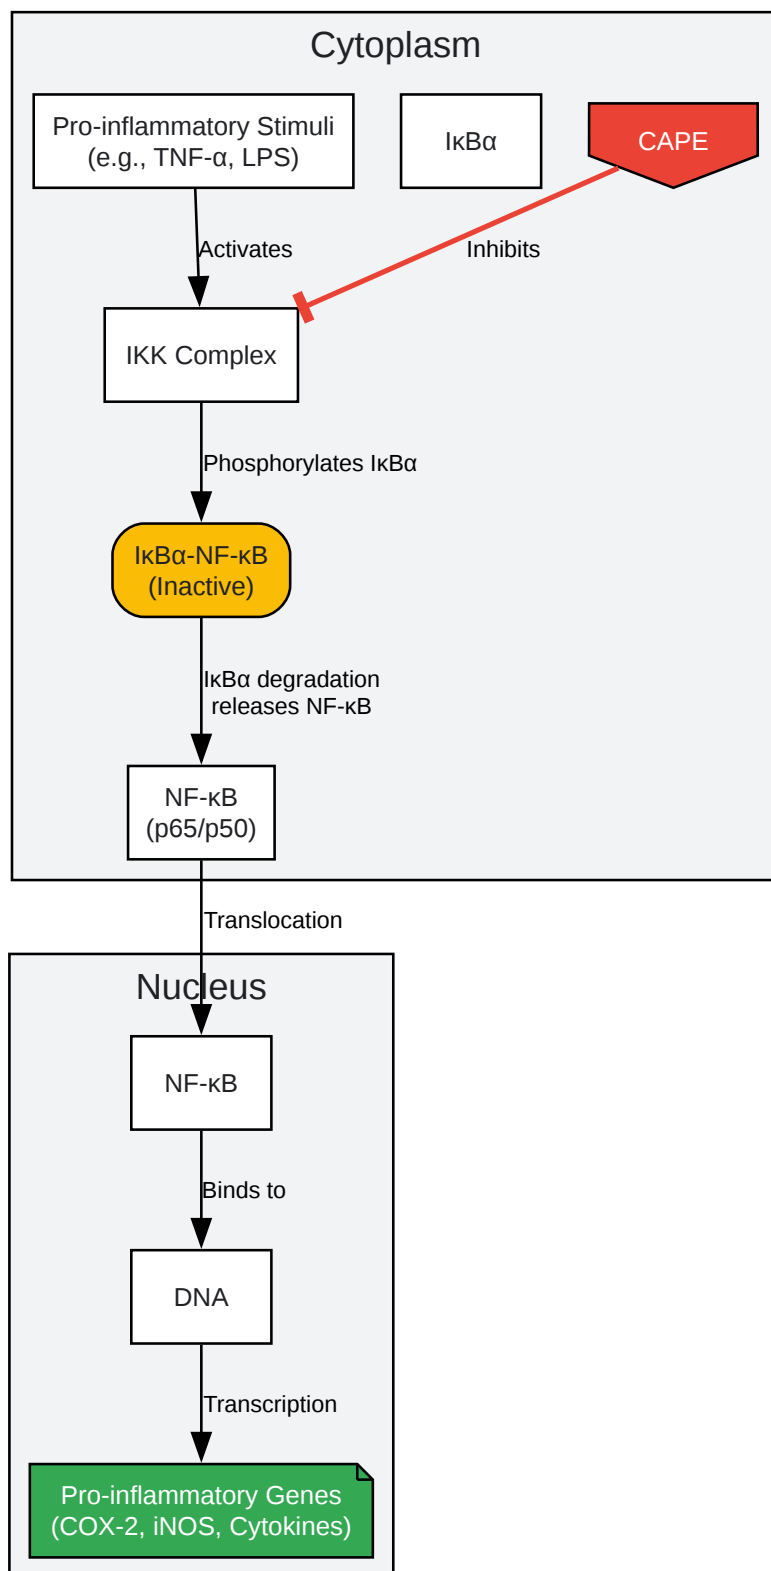 Cytoplasm
Pro-inflammatory Stimuli
(e.g., TNF-α, LPS)
IκBα
CAPE
Activates
Inhibits
IKK Complex
Phosphorylates IκBα
IκBα-NF-κB
(Inactive)
IκBα degradation
releases NF-κB
NF-κB
(p65/p50)
Translocation
Nucleus
NF-κB
Binds to
DNA
Transcription
Pro-inflammatory Genes
(COX-2, iNOS, Cytokines)